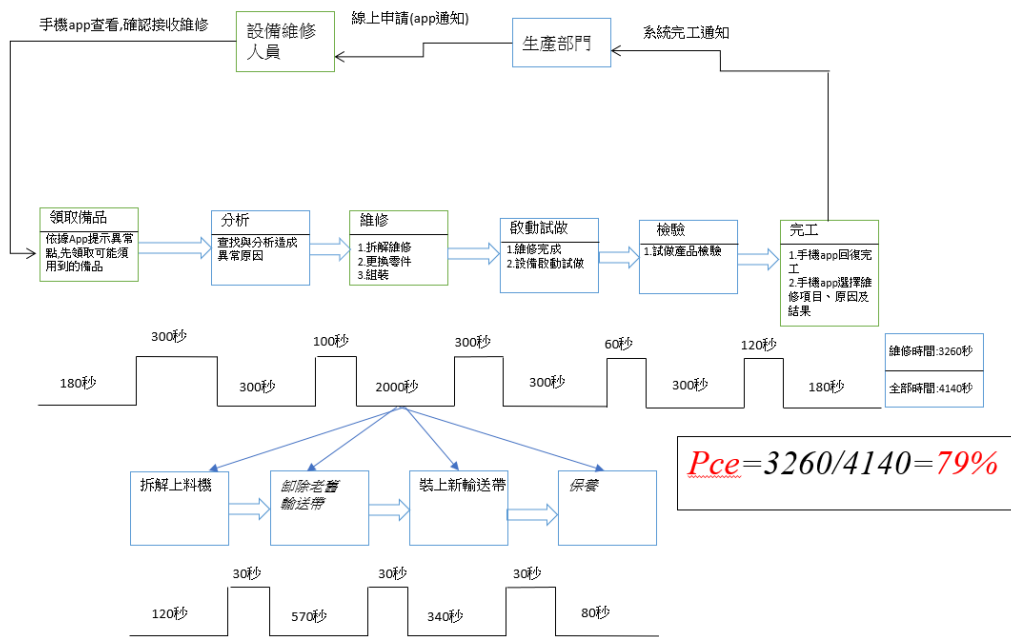 手機app查看,確認接收維修
設備維修
人員
線上申請(app通知)
生產部門
系統完工通知
領取備品
依據App提示異常
點,先領取可能須
用到的備品
分析
查找與分析造成
異常原因
維修
1.拆解維修
2.更換零件
3.組裝
啟動試做
1.維修完成
2.設備啟動試做
檢驗
1.試做產品檢驗
完工
1.手機app回復完
工
2.手機app選擇維
修項目、原因及
結果
300秒
100秒
300秒
60秒
120秒
180秒
300秒
2000秒
300秒
300秒
180秒
維修時間:3260秒
全部時間:4140秒
Pce=3260/4140=79%
拆解上料機
卸除老舊
輸送帶
裝上新輸送帶
保養
30秒
30秒
30秒
120秒
570秒
340秒
80秒